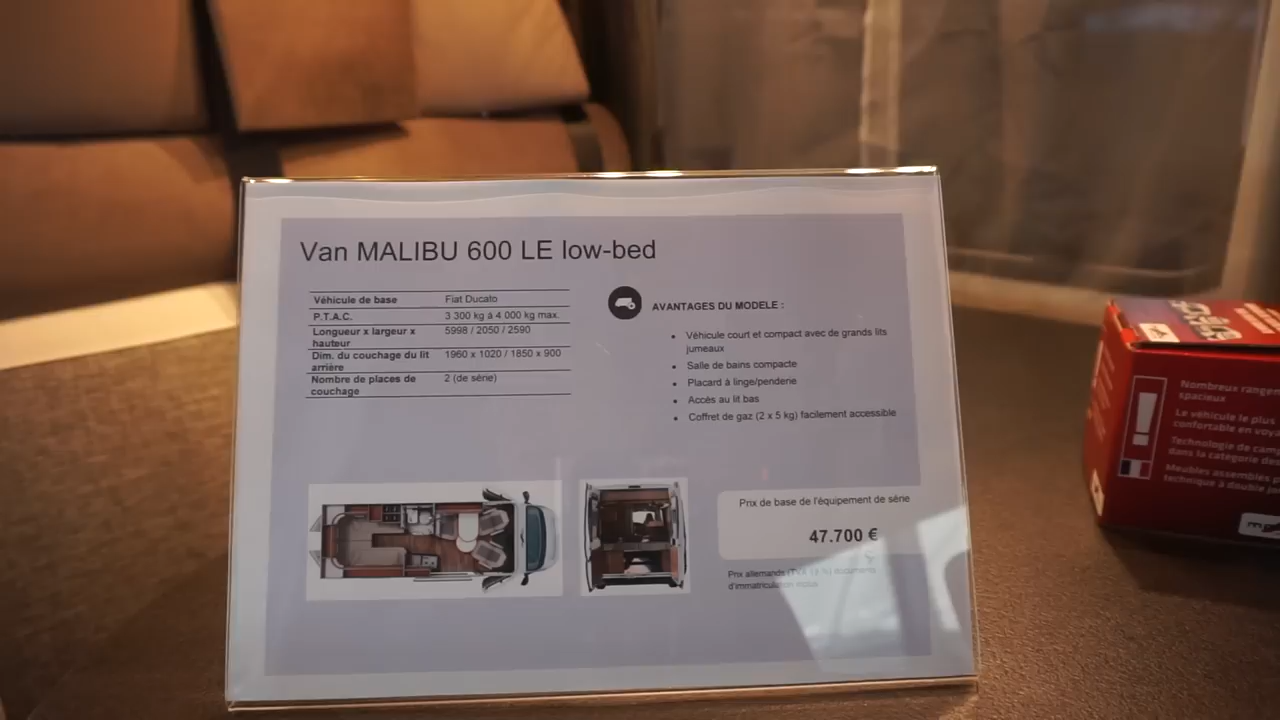 Van MALIBU 600 LE low-bed
Véhicule de base Fiat Ducato
P.T.A.C. 3 300 kg à 4 000 kg max.
Longueur x largeur x 5998 / 2050 / 2590
hauteur
Dim. du couchage du lit 1960 x 1020 / 1850 x 900
arrière
Nombre de places de 2 (de série)
couchage
AVANTAGES DU MODELE :
• Véhicule court et compact avec de grands lits
jumeaux
• Salle de bains compacte
• Placard à linge/penderie
• Accès au lit bas
• Coffret de gaz (2 x 5 kg) facilement accessible
Prix de base de l'équipement de série
47.700 €
Prix allemands documents
d'immatriculation
Nombreux range
spacieux
Le véhicule le plus
confortable en voya
Technologie de cam
dans la catégorie de
Meubles assemblés p
technique à double